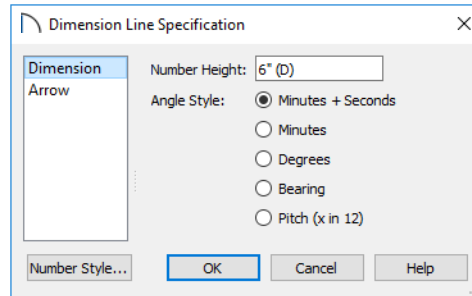 Dimension Line Specification
Dimension
Arrow
Number Height: 6" (D)
Angle Style: Minutes + Seconds
Minutes
Degrees
Bearing
Pitch (x in 12)
Number Style... OK Cancel Help